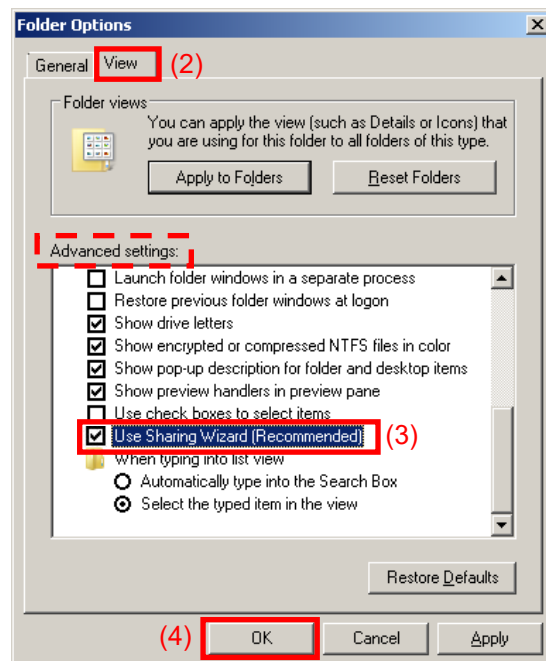 Folder Options
General
View
(2)
Folder views
You can apply the view (such as Details or Icons) that
you are using for this folder to all folders of this type.
Apply to Folders
Reset Folders
Advanced settings:
Launch folder windows in a separate process
Restore previous folder windows at logon
Show drive letters
Show encrypted or compressed NTFS files in color
Show pop-up description for folder and desktop items
Show preview handlers in preview pane
Use check boxes to select items
Use Sharing Wizard (Recommended)
(3)
When typing into list view
Automatically type into the Search Box
Select the typed item in the view
Restore Defaults
(4)
OK
Cancel
Apply